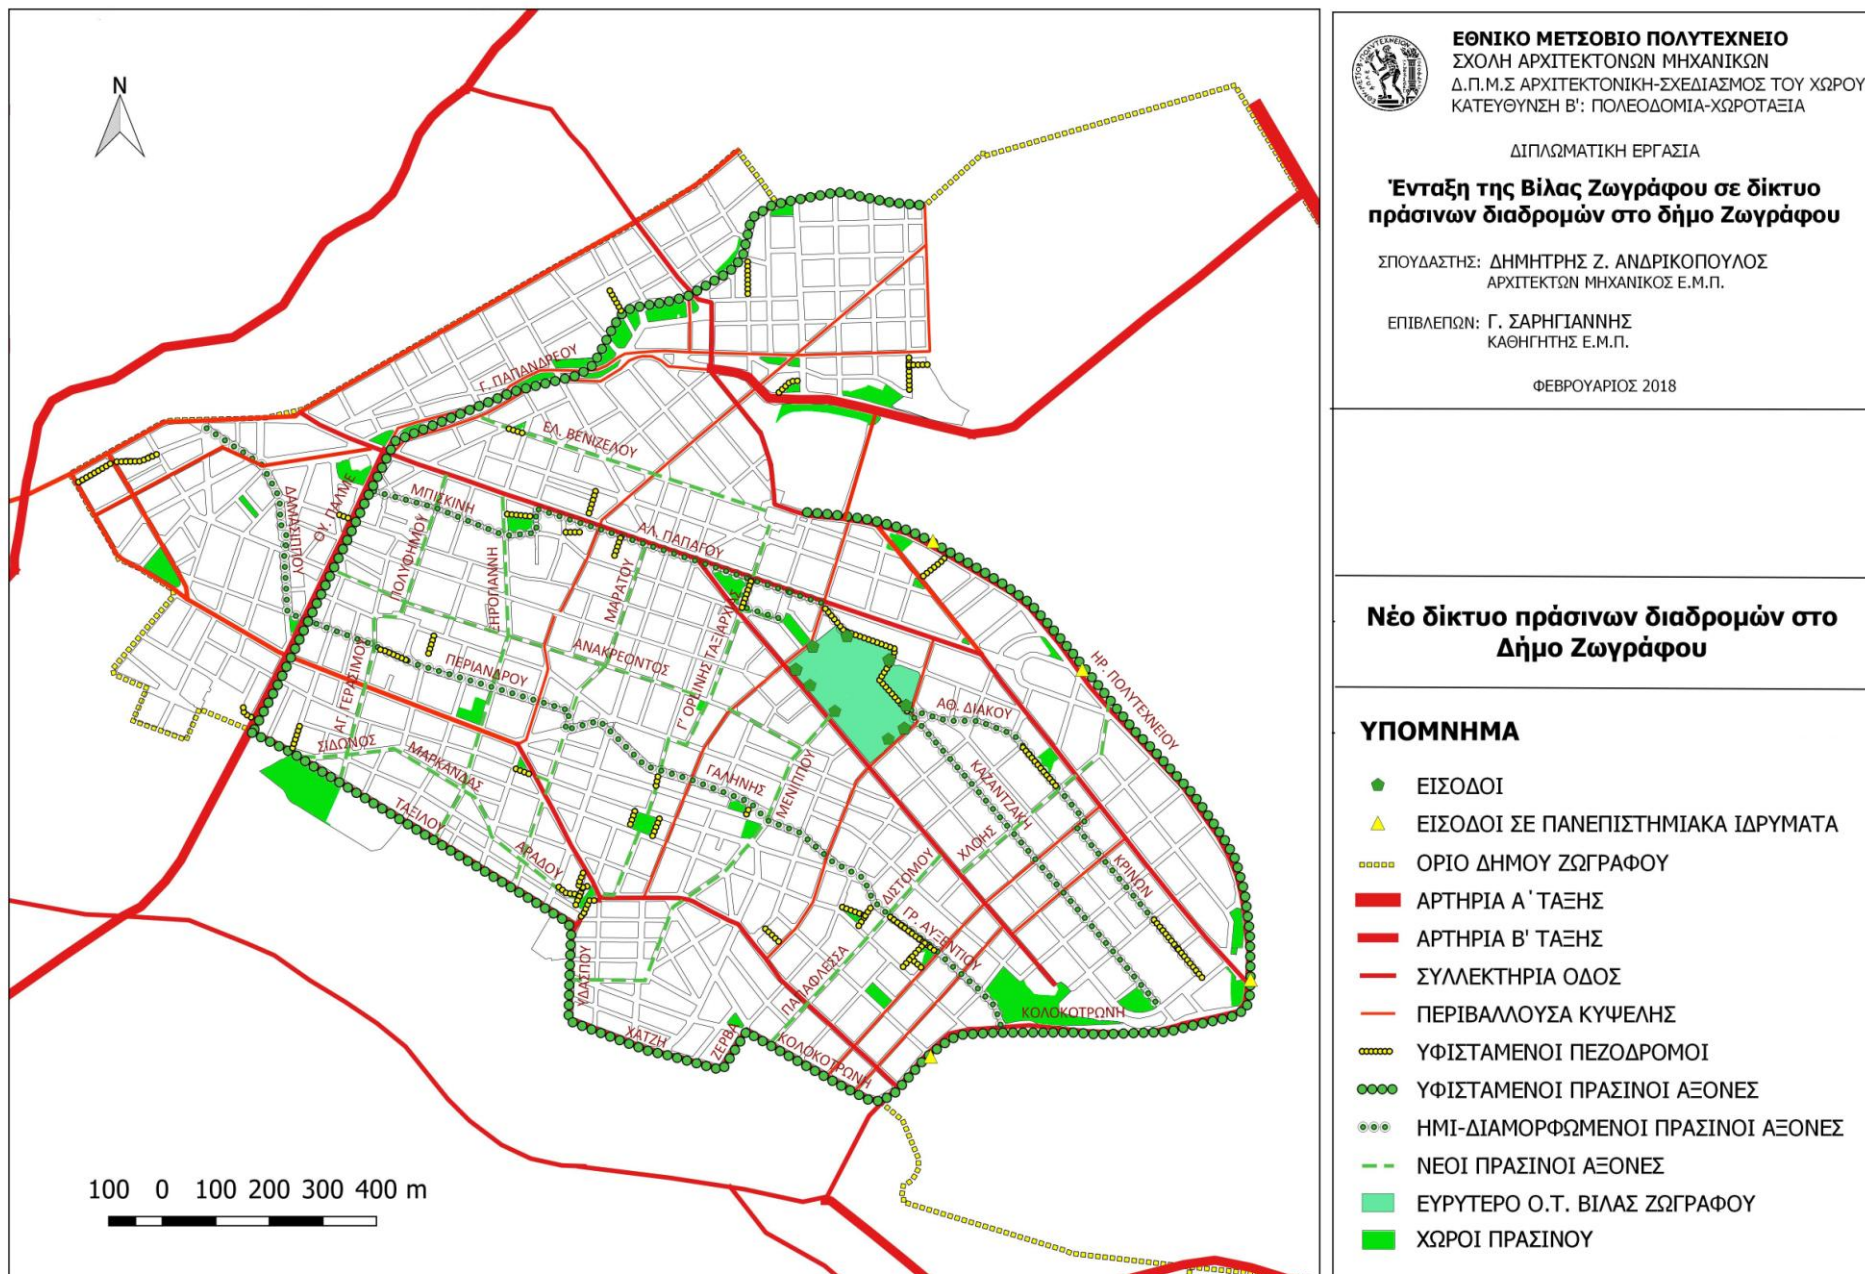 N
Γ. ΠΑΠΑΝΔΡΕΟΥ
ΕΛ. ΒΕΝΙΖΕΛΟΥ
ΜΠΙΣΚΙΝΗ
ΟΥ. ΠΑΛΜΕ
ΔΑΜΑΣΙΠΠΟΥ
ΠΟΛΥΦΗΜΟΥ
ΞΗΡΟΓΙΑΝΝΗ
ΑΛ. ΠΑΠΑΓΟΥ
ΜΑΡΑΤΟΥ
ΑΝΑΚΡΕΟΝΤΟΣ
Γ' ΟΡΕΙΝΗΣ ΤΑΞΙΑΡΧΙΑΣ
ΠΕΡΙΑΝΔΡΟΥ
ΑΓ. ΓΕΡΑΣΙΜΟΥ
ΣΙΔΩΝΟΣ
ΜΑΡΚΑΝΔΑΣ
ΤΑΞΙΛΟΥ
ΑΡΑΔΟΥ
ΓΑΛΗΝΗΣ
ΜΕΝΙΠΠΟΥ
ΑΘ. ΔΙΑΚΟΥ
ΗΡ. ΠΟΛΥΤΕΧΝΕΙΟΥ
ΚΑΖΑΝΤΖΑΚΗ
ΧΛΟΗΣ
ΚΡΙΝΩΝ
ΔΙΣΤΟΜΟΥ
ΓΡ. ΑΥΞΕΝΤΙΟΥ
ΠΑΠΑΦΛΕΣΣΑ
ΥΔΑΣΠΟΥ
ΧΑΤΖΗ
ΖΕΡΒΑ
ΚΟΛΟΚΟΤΡΩΝΗ
ΚΟΛΟΚΟΤΡΩΝΗ
100 0 100 200 300 400 m
ΕΘΝΙΚΟ ΜΕΤΣΟΒΙΟ ΠΟΛΥΤΕΧΝΕΙΟ
ΣΧΟΛΗ ΑΡΧΙΤΕΚΤΟΝΩΝ ΜΗΧΑΝΙΚΩΝ
Δ.Π.Μ.Σ ΑΡΧΙΤΕΚΤΟΝΙΚΗ-ΣΧΕΔΙΑΣΜΟΣ ΤΟΥ ΧΩΡΟΥ
ΚΑΤΕΥΘΥΝΣΗ Β': ΠΟΛΕΟΔΟΜΙΑ-ΧΩΡΟΤΑΞΙΑ
ΔΙΠΛΩΜΑΤΙΚΗ ΕΡΓΑΣΙΑ
Ένταξη της Βίλας Ζωγράφου σε δίκτυο
πράσινων διαδρομών στο δήμο Ζωγράφου
ΣΠΟΥΔΑΣΤΗΣ: ΔΗΜΗΤΡΗΣ Ζ. ΑΝΔΡΙΚΟΠΟΥΛΟΣ
ΑΡΧΙΤΕΚΤΩΝ ΜΗΧΑΝΙΚΟΣ Ε.Μ.Π.
ΕΠΙΒΛΕΠΩΝ: Γ. ΣΑΡΗΓΙΑΝΝΗΣ
ΚΑΘΗΓΗΤΗΣ Ε.Μ.Π.
ΦΕΒΡΟΥΑΡΙΟΣ 2018
Νέο δίκτυο πράσινων διαδρομών στο
Δήμο Ζωγράφου
ΥΠΟΜΝΗΜΑ
ΕΙΣΟΔΟΙ
ΕΙΣΟΔΟΙ ΣΕ ΠΑΝΕΠΙΣΤΗΜΙΑΚΑ ΙΔΡΥΜΑΤΑ
ΟΡΙΟ ΔΗΜΟΥ ΖΩΓΡΑΦΟΥ
ΑΡΤΗΡΙΑ Α΄ΤΑΞΗΣ
ΑΡΤΗΡΙΑ Β' ΤΑΞΗΣ
ΣΥΛΛΕΚΤΗΡΙΑ ΟΔΟΣ
ΠΕΡΙΒΑΛΛΟΥΣΑ ΚΥΨΕΛΗΣ
ΥΦΙΣΤΑΜΕΝΟΙ ΠΕΖΟΔΡΟΜΟΙ
ΥΦΙΣΤΑΜΕΝΟΙ ΠΡΑΣΙΝΟΙ ΑΞΟΝΕΣ
ΗΜΙ-ΔΙΑΜΟΡΦΩΜΕΝΟΙ ΠΡΑΣΙΝΟΙ ΑΞΟΝΕΣ
ΝΕΟΙ ΠΡΑΣΙΝΟΙ ΑΞΟΝΕΣ
ΕΥΡΥΤΕΡΟ Ο.Τ. ΒΙΛΑΣ ΖΩΓΡΑΦΟΥ
ΧΩΡΟΙ ΠΡΑΣΙΝΟΥ